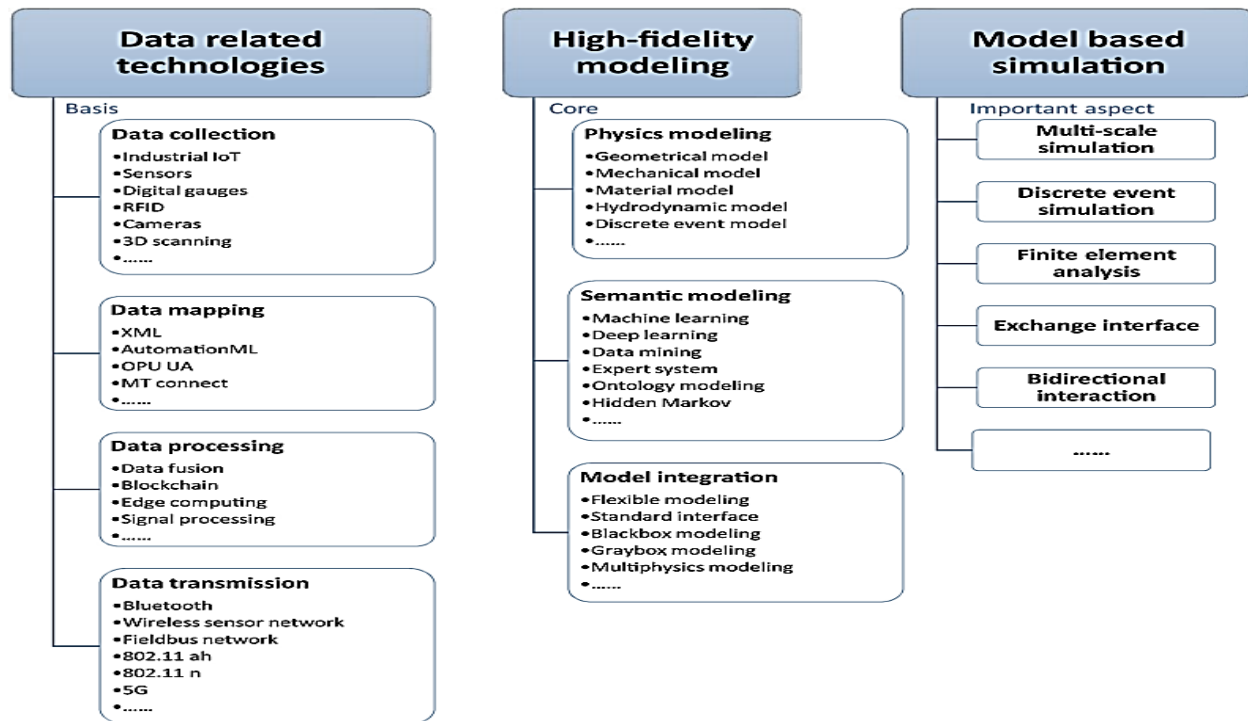 Data related
technologies
Basis
Data collection
•Industrial IoT
•Sensors
•Digital gauges
•RFID
•Cameras
•3D scanning
•......
Data mapping
•XML
•AutomationML
•OPU UA
•MT connect
•......
Data processing
•Data fusion
•Blockchain
•Edge computing
•Signal processing
•......
Data transmission
•Bluetooth
•Wireless sensor network
•Fieldbus network
•802.11 ah
•802.11 n
•5G
•......
High-fidelity
modeling
Core
Physics modeling
•Geometrical model
•Mechanical model
•Material model
•Hydrodynamic model
•Discrete event model
•......
Semantic modeling
•Machine learning
•Deep learning
•Data mining
•Expert system
•Ontology modeling
•Hidden Markov
•......
Model integration
•Flexible modeling
•Standard interface
•Blackbox modeling
•Graybox modeling
•Multiphysics modeling
•......
Model based
simulation
Important aspect
Multi-scale
simulation
Discrete event
simulation
Finite element
analysis
Exchange interface
Bidirectional
interaction
......